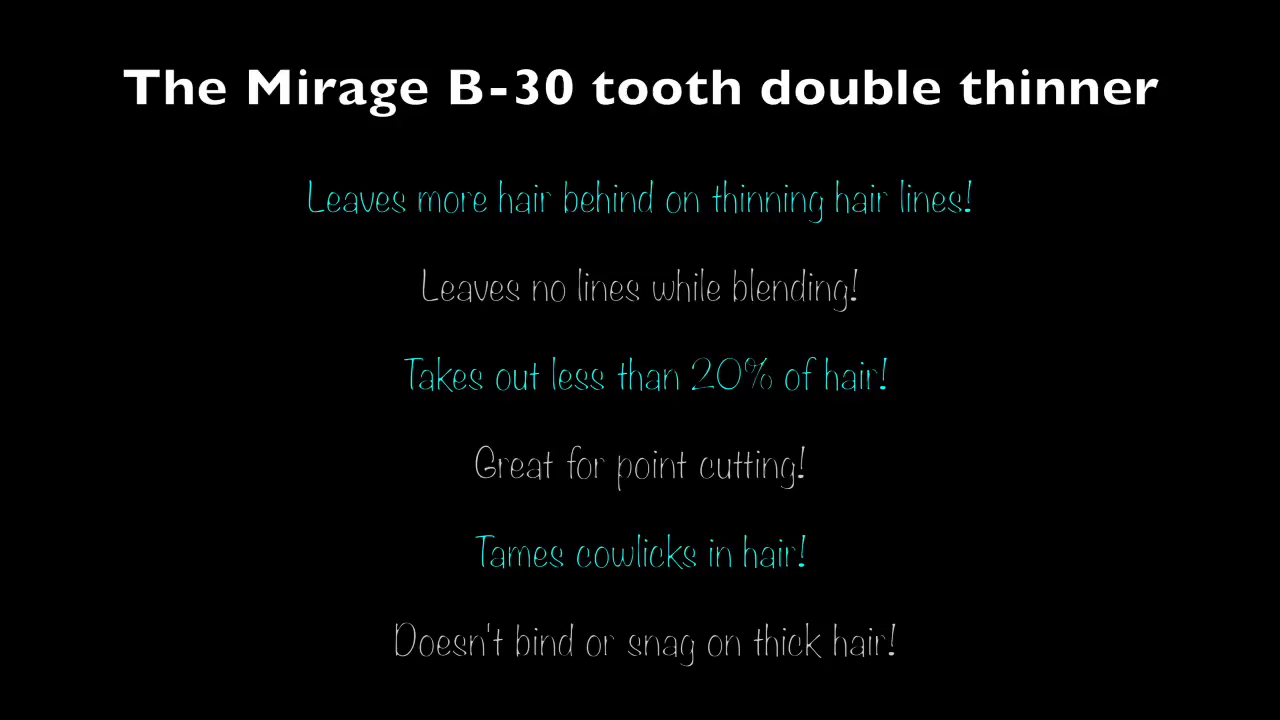 The Mirage B-30 tooth double thinner
Leaves more hair behind on thinning hair lines!
Leaves no lines while blending!
Takes out less than 20% of hair!
Great for point cutting!
Tames cowlicks in hair!
Doesn't bind or snag on thick hair!